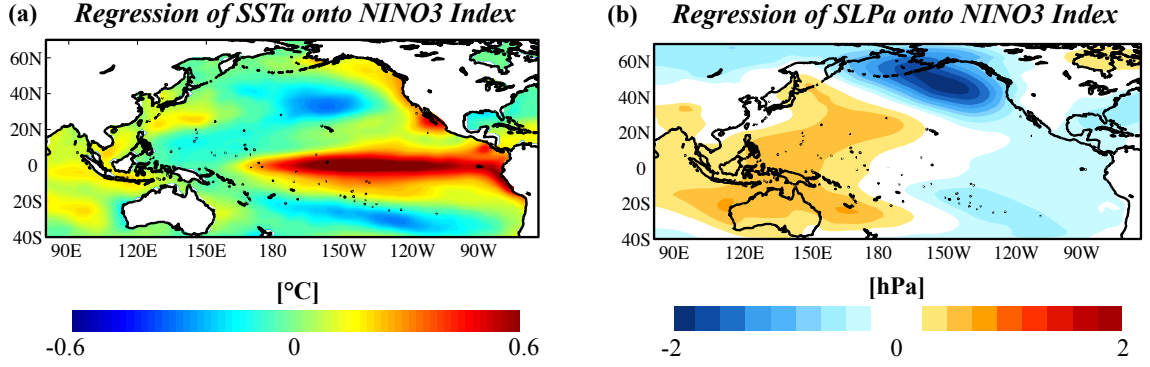 (a) Regression of SSTa onto NINO3 Index
60N
40N
20N
0
20S
40S
90E 120E 150E 180 150W 120W 90W
[°C]
-0.6 0 0.6
(b) Regression of SLPa onto NINO3 Index
60N
40N
20N
0
20S
40S
90E 120E 150E 180 150W 120W 90W
[hPa]
-2 0 2